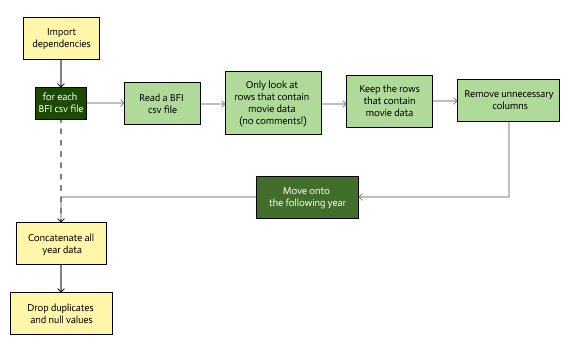 Import
dependencies
for each
BFI csv file
Read a BFI
csv file
Only look at
rows that contain
movie data
(no comments!)
Keep the rows
that contain
movie data
Remove unnecessary
columns
Move onto
the following year
Concatenate all
year data
Drop duplicates
and null values